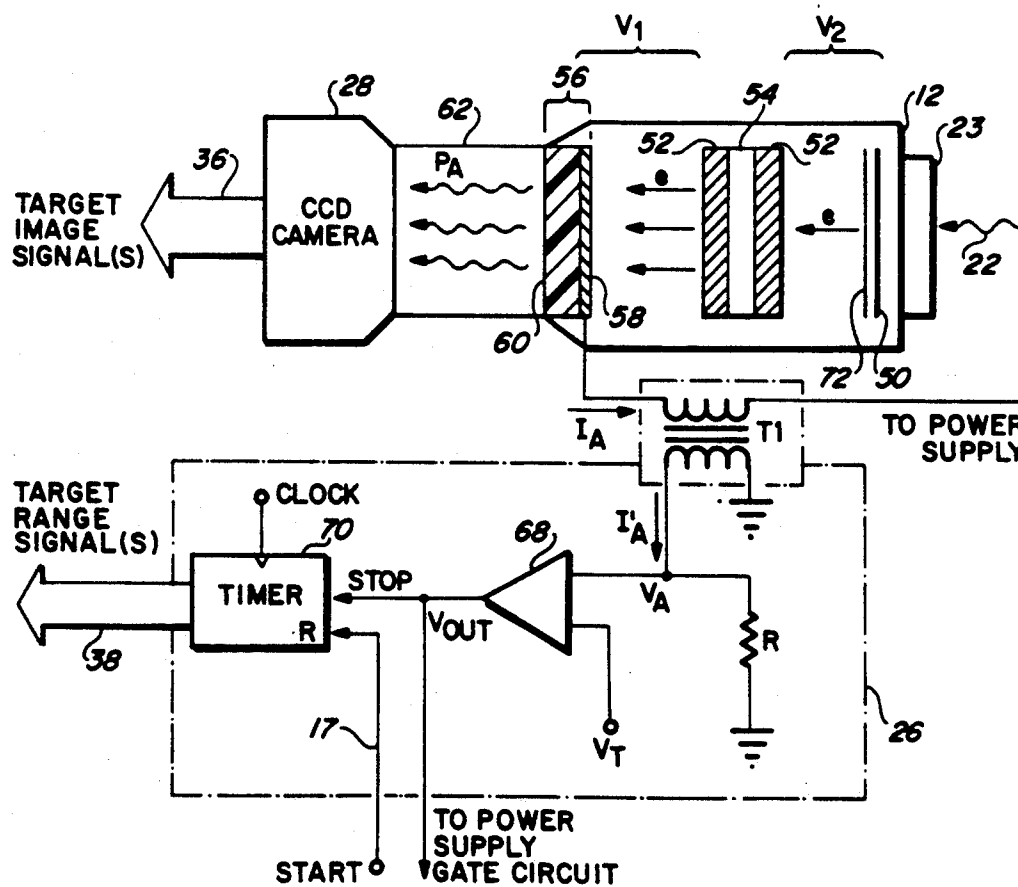 V1
V2
28
62
56
54
12
52
52
23
36
PA
e
e
TARGET
IMAGE
SIGNAL(S)
CCD
CAMERA
22
60
58
72
50
IA
T1
TO POWER
SUPPLY
TARGET
RANGE
SIGNAL(S)
CLOCK
70
I'A
68
TIMER
STOP
VA
R
VOUT
R
38
17
VT
26
TO POWER
SUPPLY
GATE CIRCUIT
START